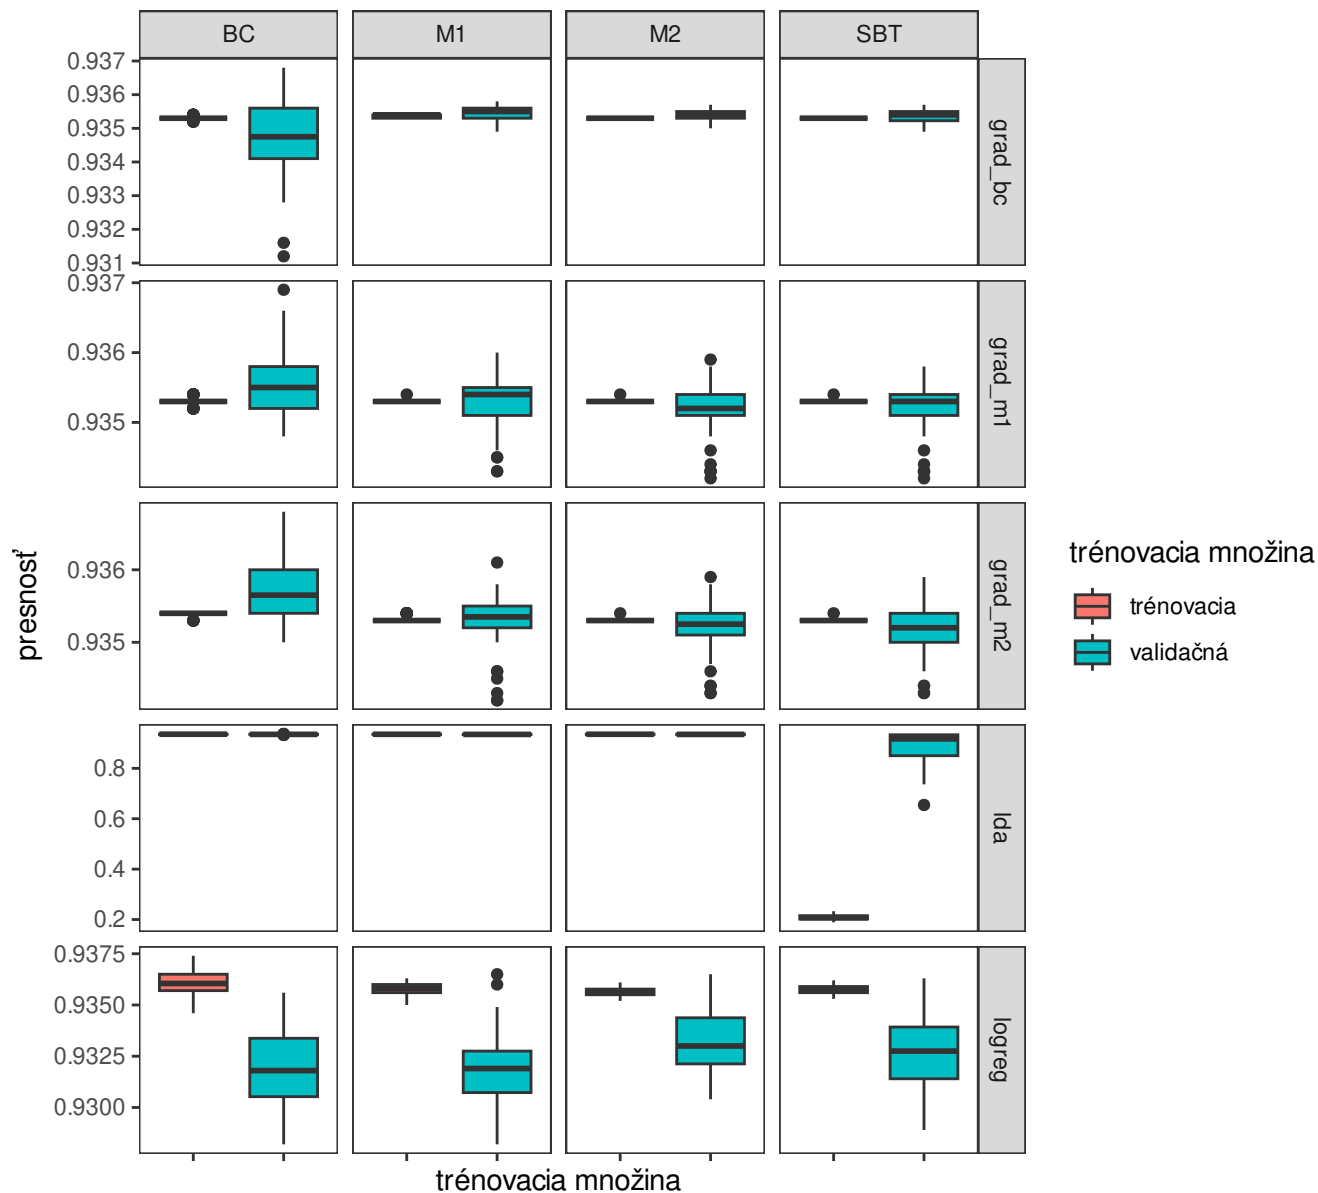 BC M1 M2 SBT
0.937
0.936
0.935
0.934
0.933
0.932
0.931
grad_bc
0.937
0.936
0.935
grad_m1
0.936
0.935
grad_m2
0.8
0.6
0.4
0.2
lda
0.9375
0.9350
0.9325
0.9300
logreg
presnosť
trénovacia množina
trénovacia množina
trénovacia
validačná